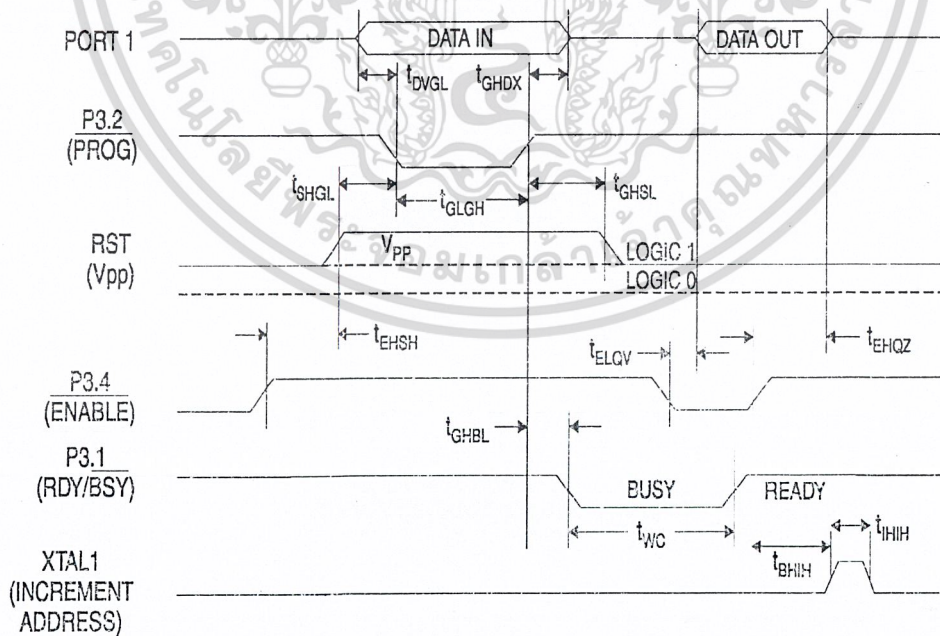 PORT 1
DATA IN
DATA OUT
tDVGL
tGHDX
P3.2
(PROG)
tSHGL
tGLGH
tGHSL
RST
(Vpp)
VPP
LOGIC 1
LOGIC 0
tEHSH
tELQV
tEHQZ
P3.4
(ENABLE)
tGHBL
P3.1
(RDY/BSY)
BUSY
READY
tWC
tBHIH
tIHIH
XTAL1
(INCREMENT
ADDRESS)